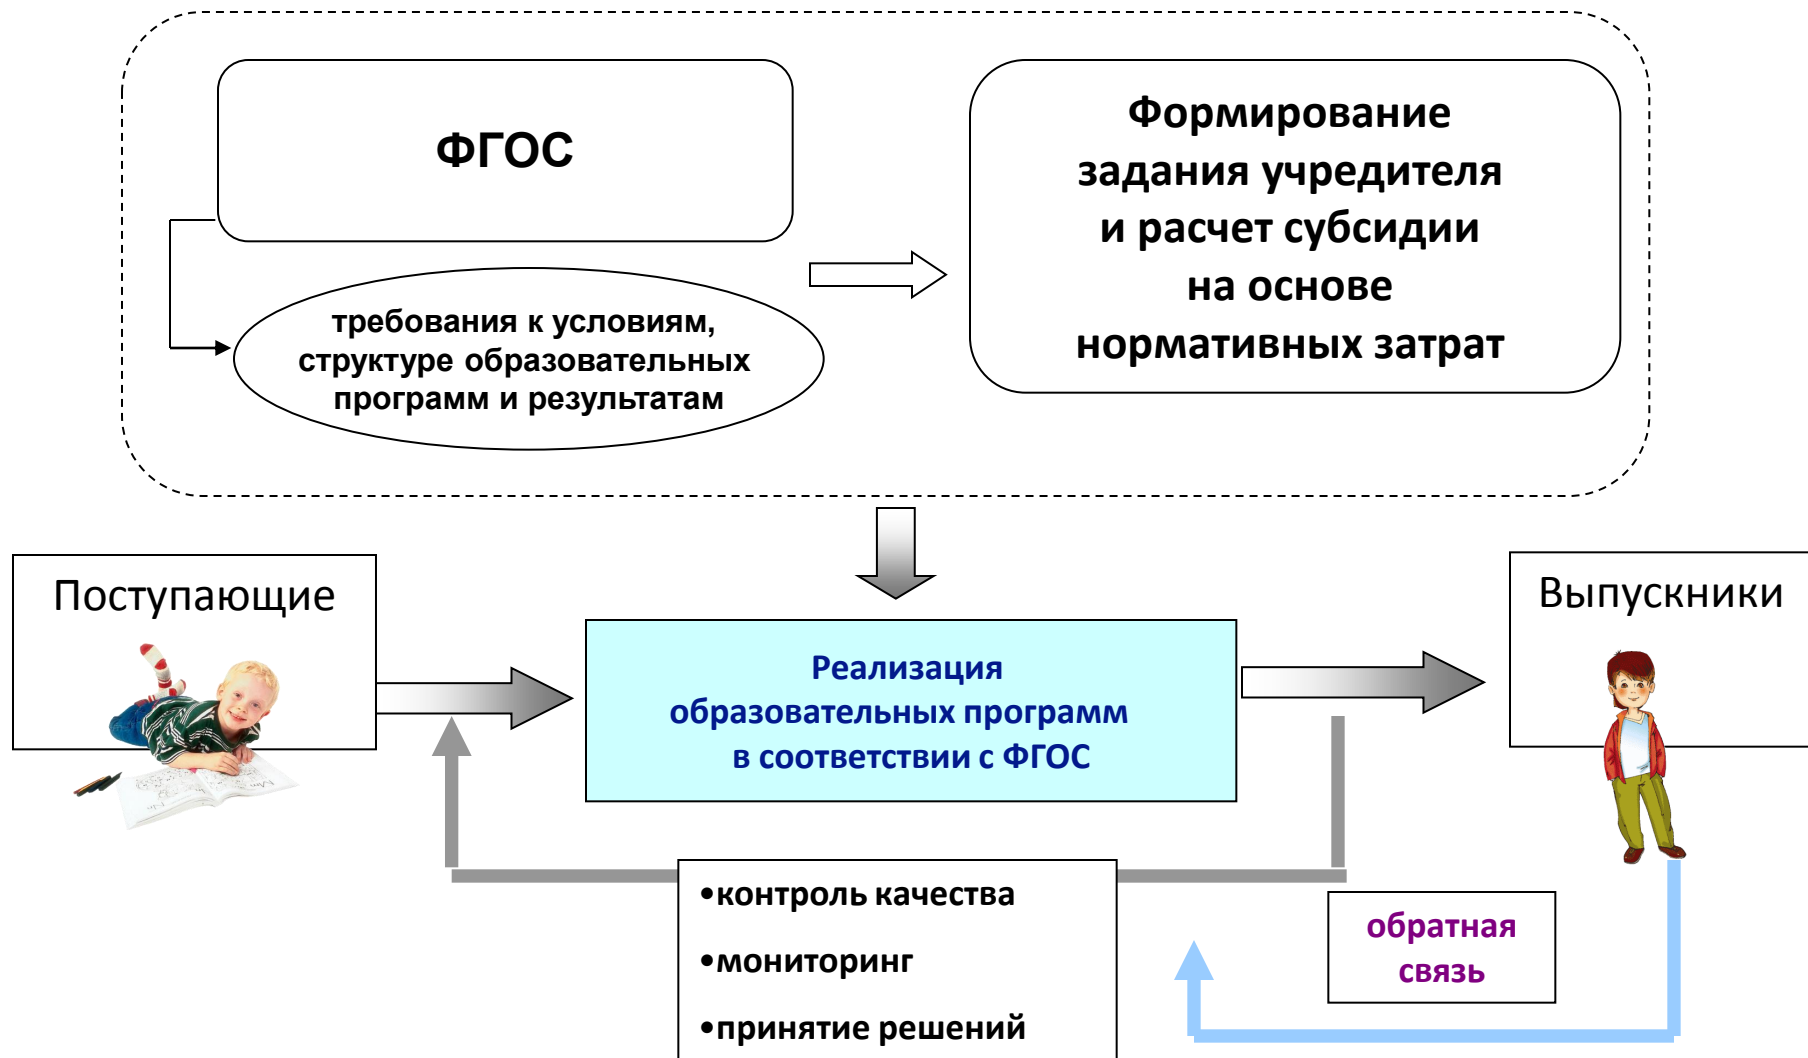 ФГОС
требования к условиям,
структуре образовательных
программ и результатам
Формирование
задания учредителя
и расчет субсидии
на основе
нормативных затрат
Поступающие
Реализация
образовательных программ
в соответствии с ФГОС
Выпускники
•контроль качества
•мониторинг
•принятие решений
обратная
связь